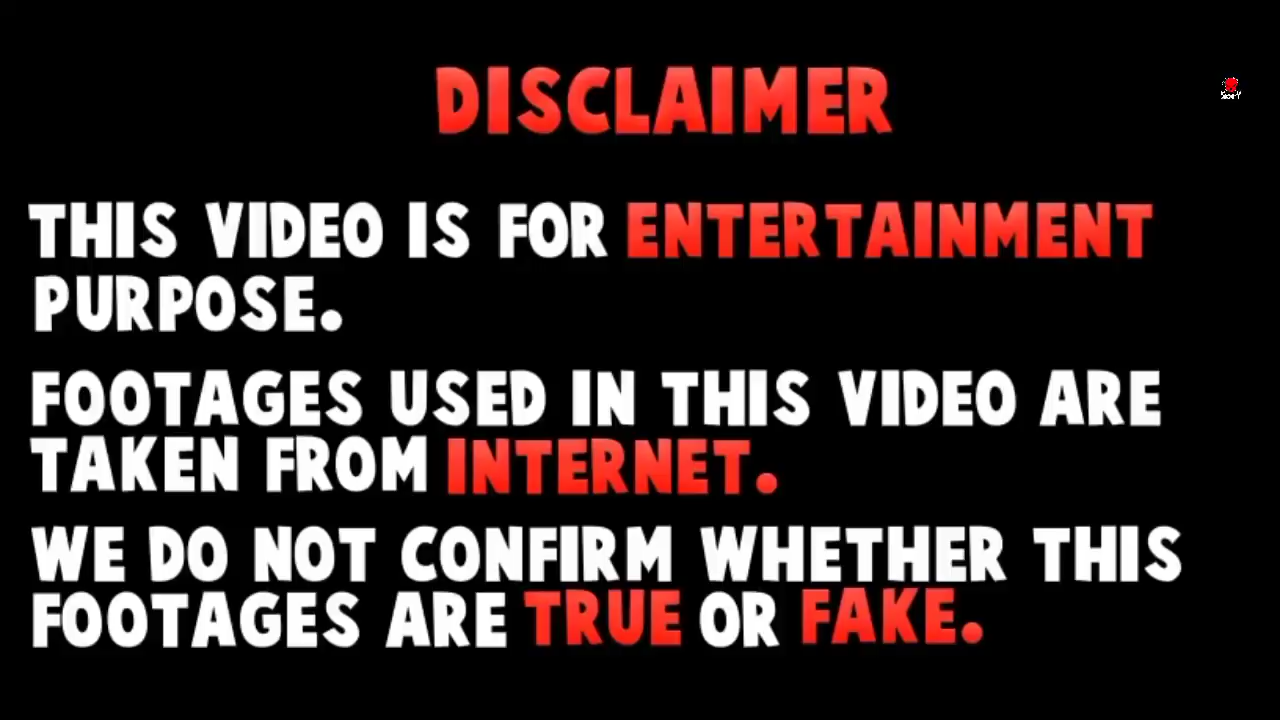 DISCLAIMER
THIS VIDEO IS FOR ENTERTAINMENT
PURPOSE.
FOOTAGES USED IN THIS VIDEO ARE
TAKEN FROM INTERNET.
WE DO NOT CONFIRM WHETHER THIS
FOOTAGES ARE TRUE OR FAKE.